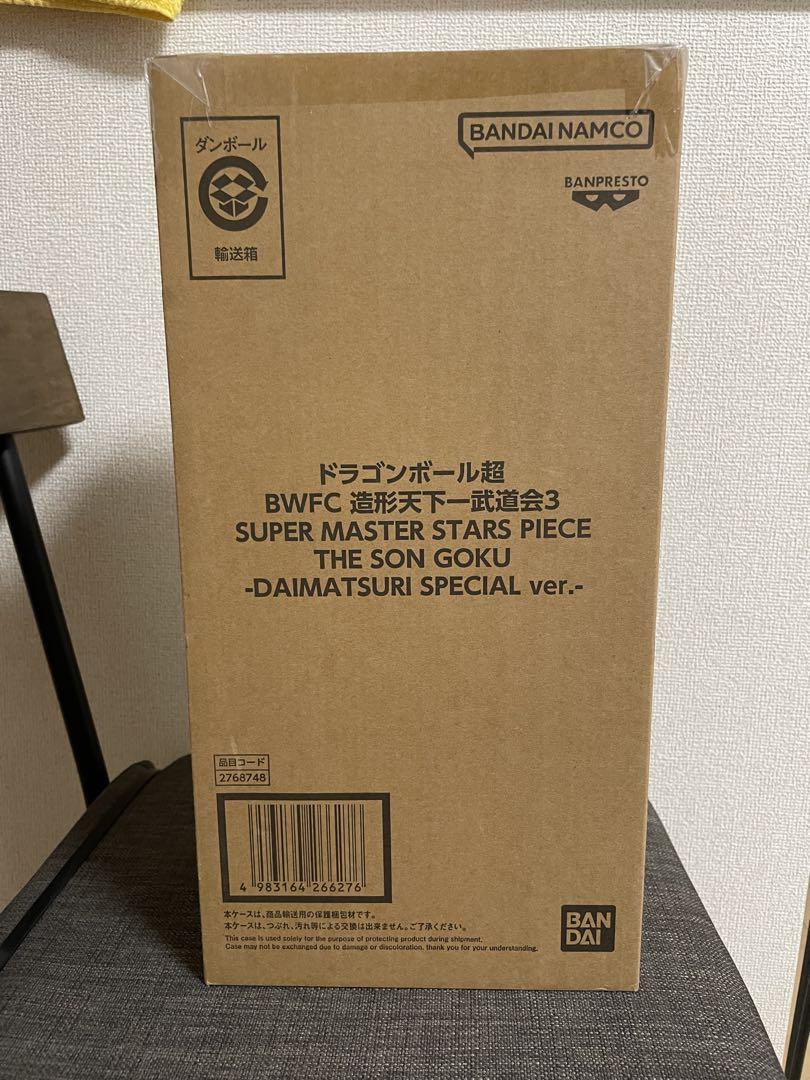 ダンボール
輸送箱
BANDAI NAMCO
BANPRESTO
ドラゴンボール超
BWFC 造形天下一武道会3
SUPER MASTER STARS PIECE
THE SON GOKU
-DAIMATSURI SPECIAL ver.-
品目コード
2768748
4 983164 266276
本ケースは、商品輸送用の保護梱包材です。
本ケースは、つぶれ、汚れ等による交換は出来ません。ご了承ください。
This case is used solely for the purpose of protecting product during shipment.
Case may not be exchanged due to damage or discoloration. thank you for your understanding.
BAN
DAI